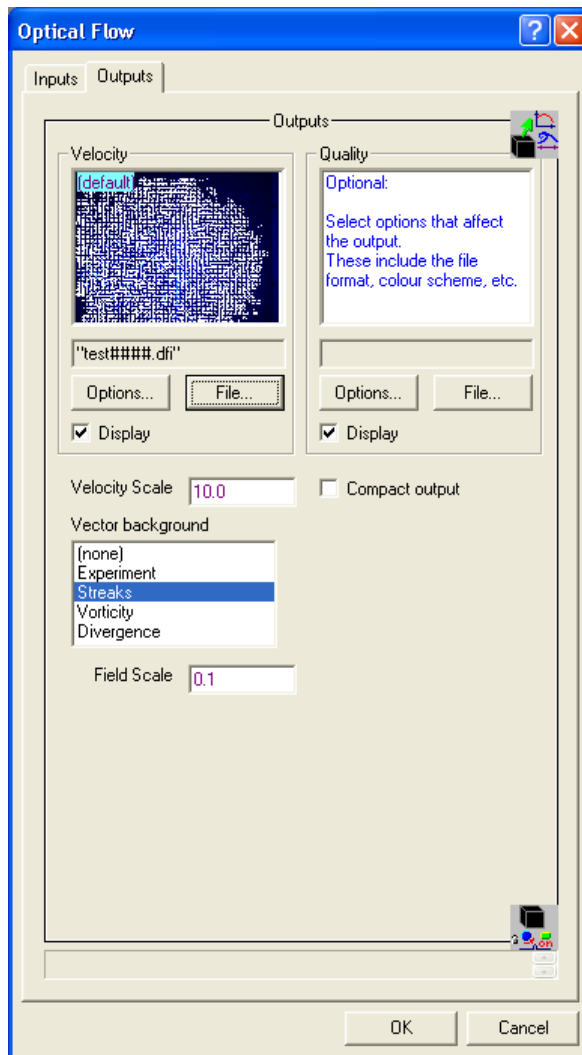 Optical Flow
Inputs
Outputs
Outputs
Velocity
(default)
"test####.dfi"
Options...
File...
Display
Quality
Optional:
Select options that affect
the output.
These include the file
format, colour scheme, etc.
Options...
File...
Display
Velocity Scale
10.0
Compact output
Vector background
(none)
Experiment
Streaks
Vorticity
Divergence
Field Scale
0.1
OK
Cancel